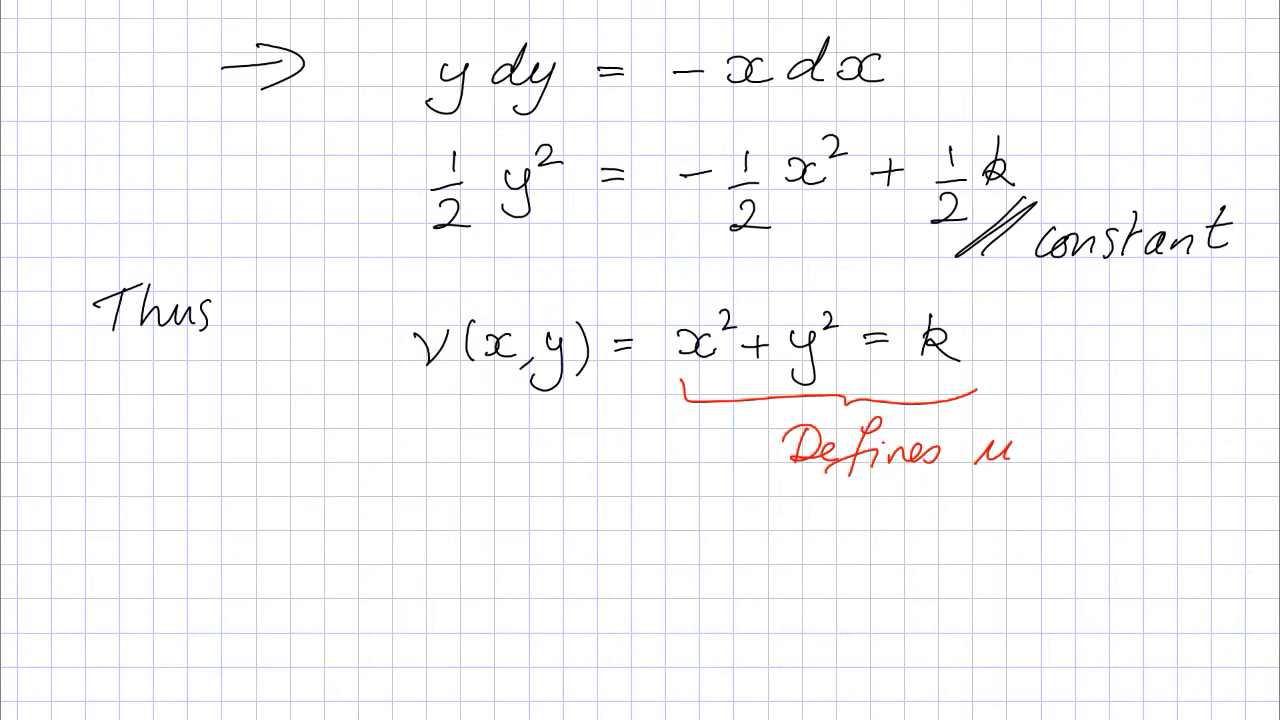 ⇒ y dy = - x dx
1/2 y² = - 1/2 x² + 1/2 k
// constant
Thus
ν(x,y) = x² + y² = k
Defines u